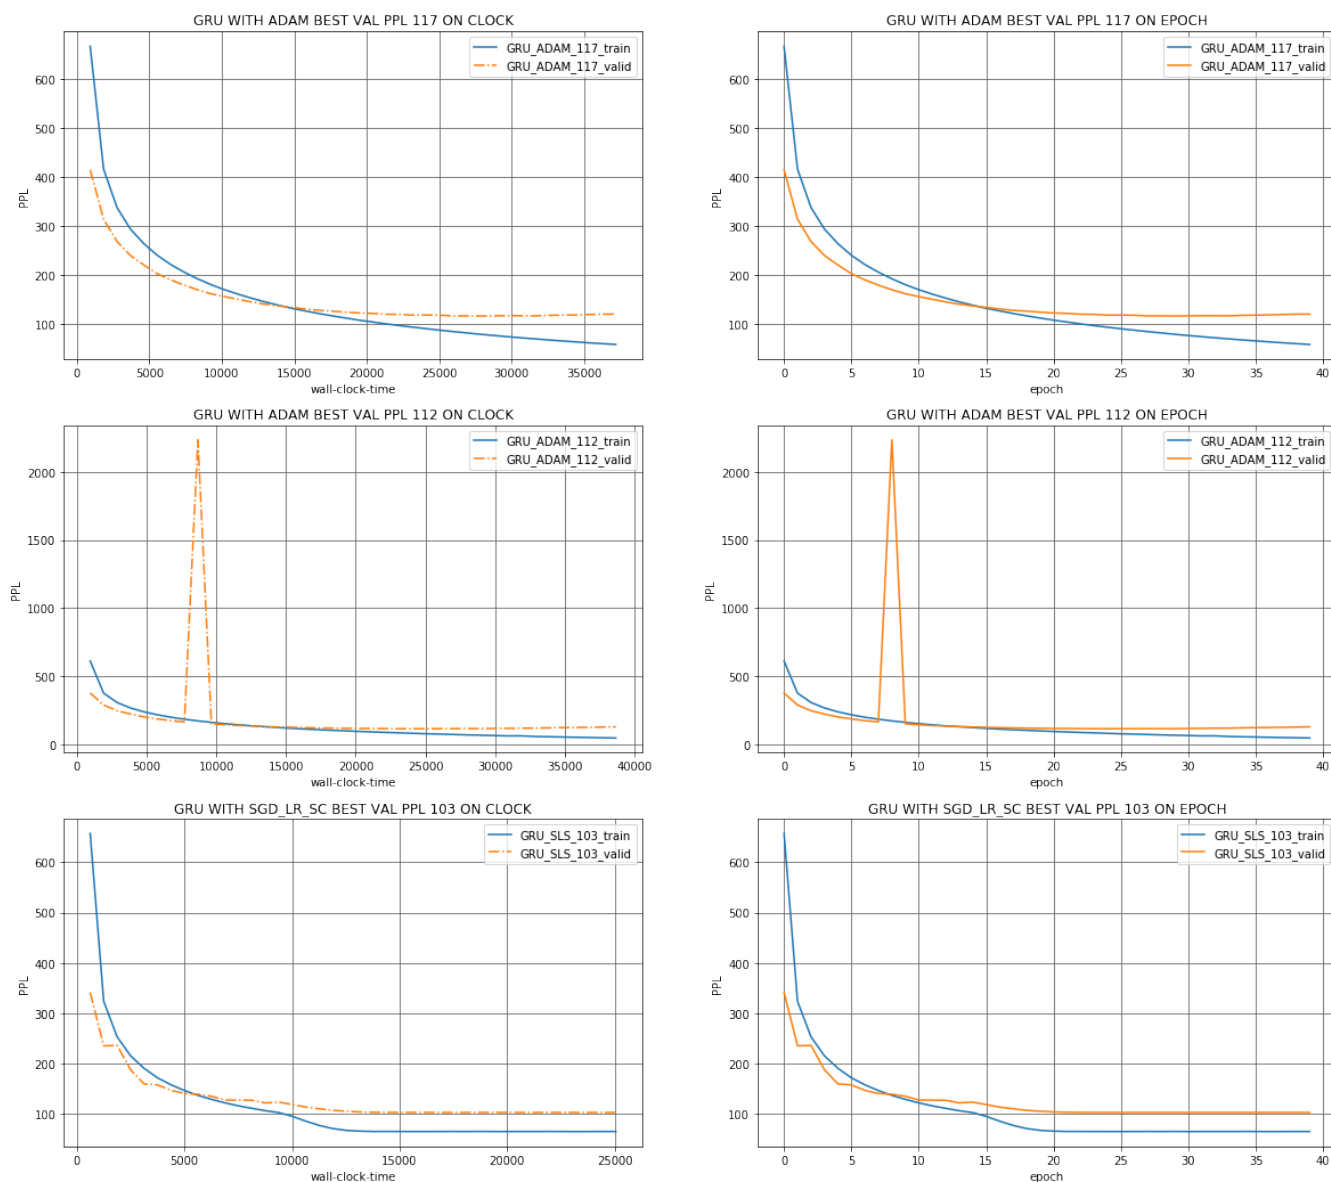 GRU WITH ADAM BEST VAL PPL 117 ON CLOCK
GRU_ADAM_117_train
GRU_ADAM_117_valid
600
500
400
300
200
100
PPL
0 5000 10000 15000 20000 25000 30000 35000
wall-clock-time
GRU WITH ADAM BEST VAL PPL 117 ON EPOCH
GRU_ADAM_117_train
GRU_ADAM_117_valid
600
500
400
300
200
100
PPL
0 5 10 15 20 25 30 35 40
epoch
GRU WITH ADAM BEST VAL PPL 112 ON CLOCK
GRU_ADAM_112_train
GRU_ADAM_112_valid
2000
1500
1000
500
0
PPL
0 5000 10000 15000 20000 25000 30000 35000 40000
wall-clock-time
GRU WITH ADAM BEST VAL PPL 112 ON EPOCH
GRU_ADAM_112_train
GRU_ADAM_112_valid
2000
1500
1000
500
0
PPL
0 5 10 15 20 25 30 35 40
epoch
GRU WITH SGD_LR_SC BEST VAL PPL 103 ON CLOCK
GRU_SLS_103_train
GRU_SLS_103_valid
600
500
400
300
200
100
PPL
0 5000 10000 15000 20000 25000
wall-clock-time
GRU WITH SGD_LR_SC BEST VAL PPL 103 ON EPOCH
GRU_SLS_103_train
GRU_SLS_103_valid
600
500
400
300
200
100
PPL
0 5 10 15 20 25 30 35 40
epoch